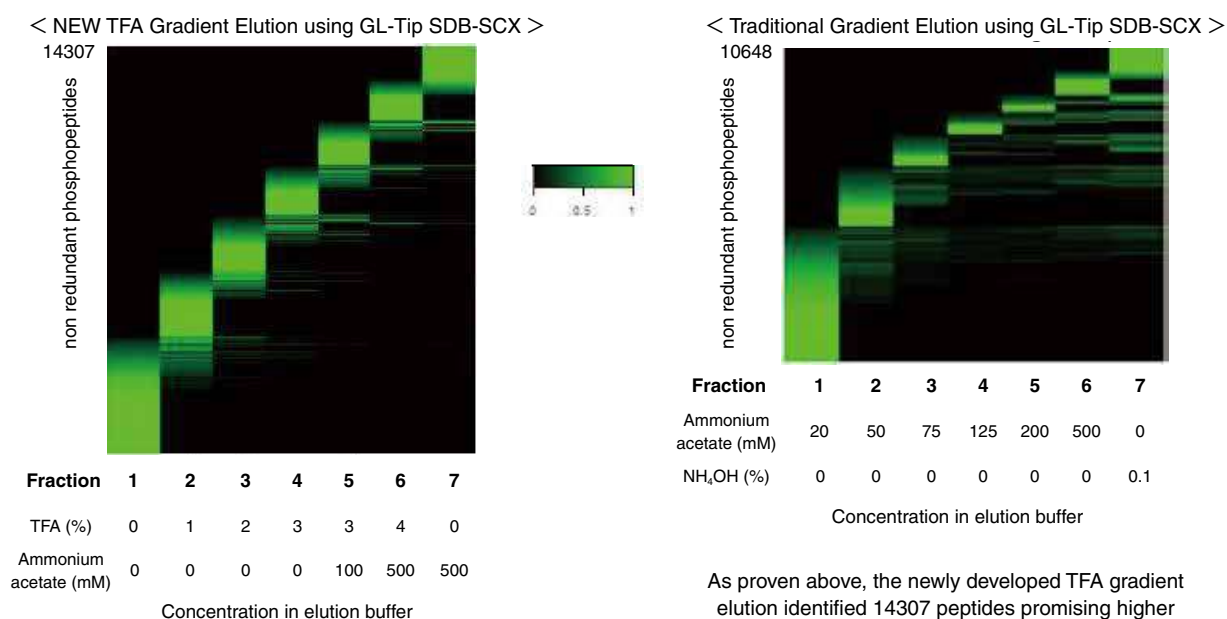 < NEW TFA Gradient Elution using GL-Tip SDB-SCX >
14307
non redundant phosphopeptides
0 0.5 1
Fraction 1 2 3 4 5 6 7
TFA (%) 0 1 2 3 3 4 0
Ammonium
acetate (mM) 0 0 0 0 100 500 500
Concentration in elution buffer
< Traditional Gradient Elution using GL-Tip SDB-SCX >
10648
non redundant phosphopeptides
Fraction 1 2 3 4 5 6 7
Ammonium
acetate (mM) 20 50 75 125 200 500 0
NH₄OH (%) 0 0 0 0 0 0 0.1
Concentration in elution buffer
As proven above, the newly developed TFA gradient
elution identified 14307 peptides promising higher